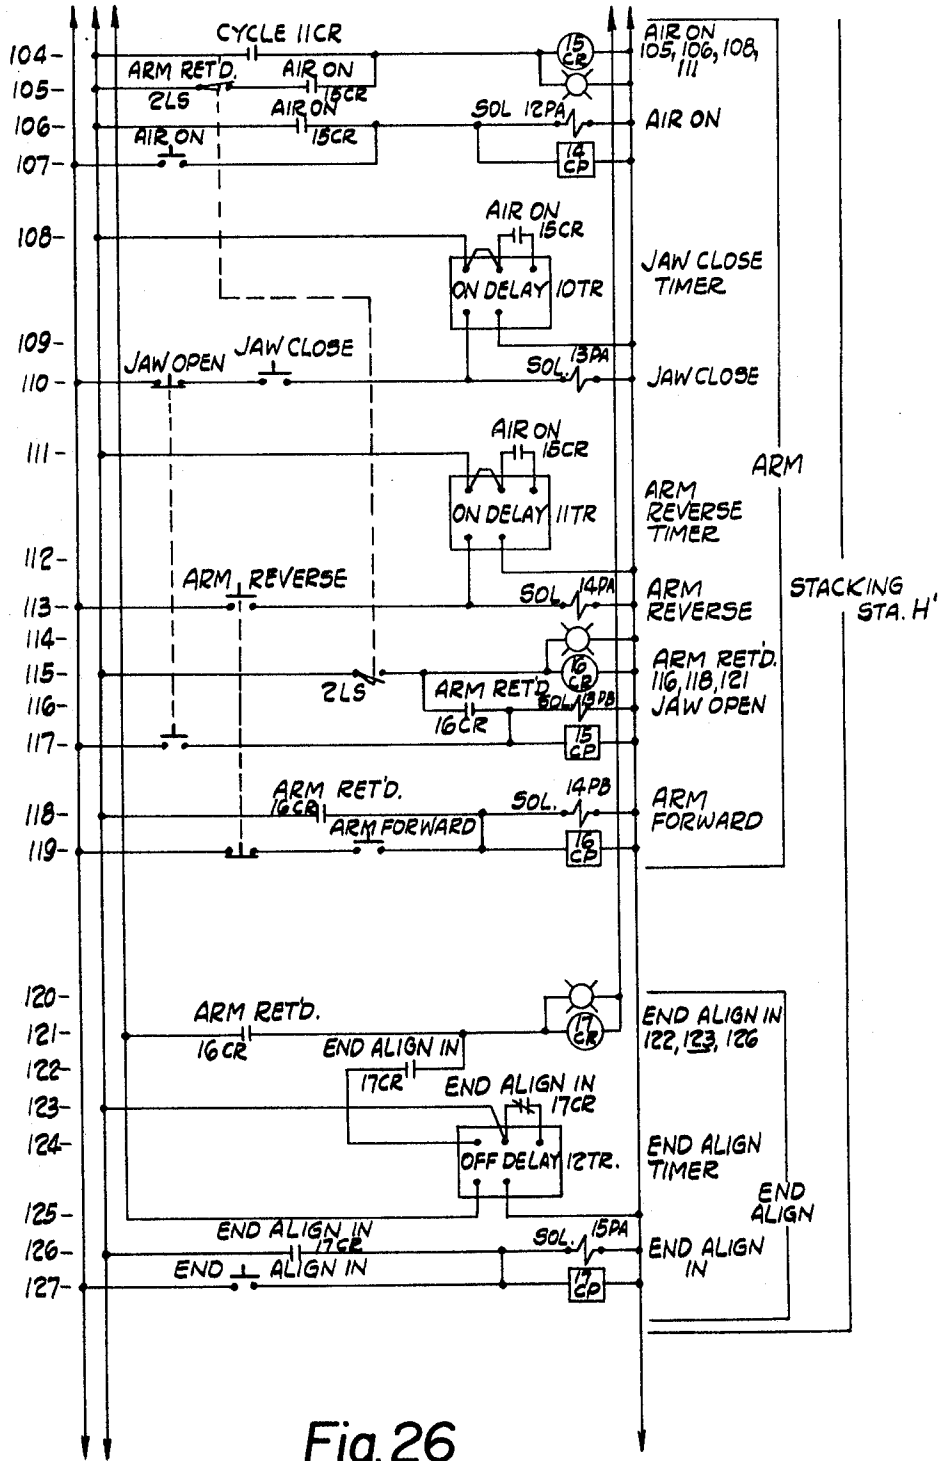 104-
CYCLE 11CR
15
CR
AIR ON
105, 106, 108,
111
105-
ARM RET'D.
2LS
AIR ON
15CR
106-
AIR ON
15CR
SOL 12PA
AIR ON
107-
AIR ON
14
CP
108-
AIR ON
15CR
ON DELAY 10TR
JAW CLOSE
TIMER
109-
110-
JAW OPEN
JAW CLOSE
SOL. 13PA
JAW CLOSE
111-
AIR ON
15CR
ON DELAY 11TR
ARM
REVERSE
TIMER
ARM
112-
113-
ARM REVERSE
SOL. 14PA
ARM
REVERSE
STACKING
STA. H'
114-
115-
2LS
16
CR
ARM RET'D.
116, 118, 121
116-
ARM RET'D
16CR
SOL. 13PB
JAW OPEN
117-
15
CP
118-
ARM RET'D.
16CR
SOL. 14PB
ARM
FORWARD
119-
ARM FORWARD
16
CP
120-
121-
ARM RET'D.
16CR
17
CR
END ALIGN IN
122, 123, 126
122-
END ALIGN IN
17CR
123-
END ALIGN IN
17CR
124-
OFF DELAY 12TR.
END ALIGN
TIMER
END
ALIGN
125-
126-
END ALIGN IN
17CR
SOL. 15PA
END ALIGN
IN
127-
END ALIGN IN
17
CP
Fig. 26